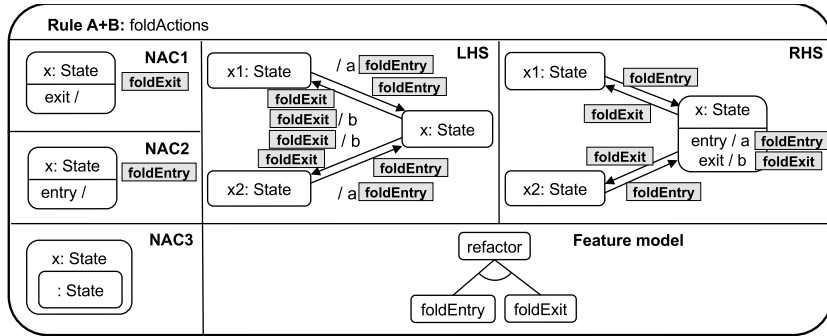 Rule A+B: foldActions
NAC1
x: State
exit /
foldExit
NAC2
x: State
entry /
foldEntry
NAC3
x: State
: State
LHS
x1: State
/ a foldEntry
foldEntry
foldExit
foldExit / b
foldExit / b
foldExit
x: State
foldEntry
x2: State
/ a foldEntry
RHS
x1: State
foldEntry
foldExit
x: State
entry / a foldEntry
exit / b foldExit
foldExit
x2: State
foldEntry
Feature model
refactor
foldEntry
foldExit